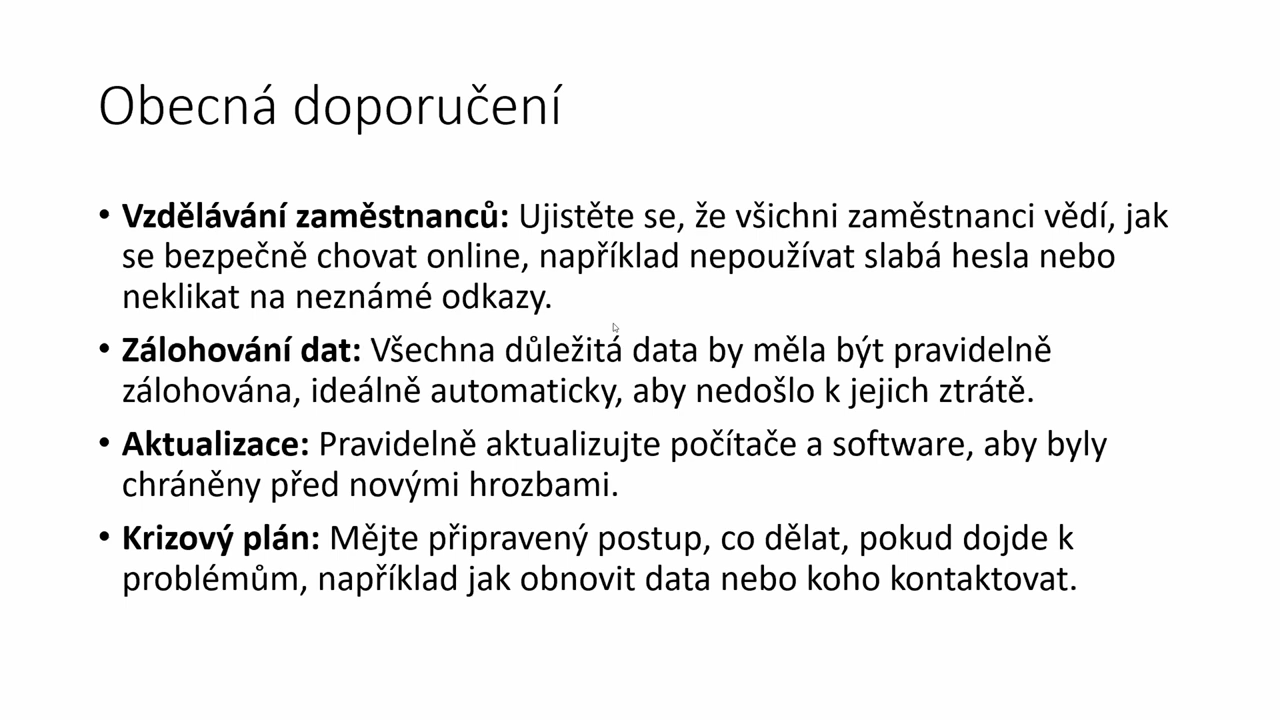 Obecná doporučení
• Vzdělávání zaměstnanců: Ujistěte se, že všichni zaměstnanci vědí, jak
se bezpečně chovat online, například nepoužívat slabá hesla nebo
neklikat na neznámé odkazy.
• Zálohování dat: Všechna důležitá data by měla být pravidelně
zálohována, ideálně automaticky, aby nedošlo k jejich ztrátě.
• Aktualizace: Pravidelně aktualizujte počítače a software, aby byly
chráněny před novými hrozbami.
• Krizový plán: Mějte připravený postup, co dělat, pokud dojde k
problémům, například jak obnovit data nebo koho kontaktovat.